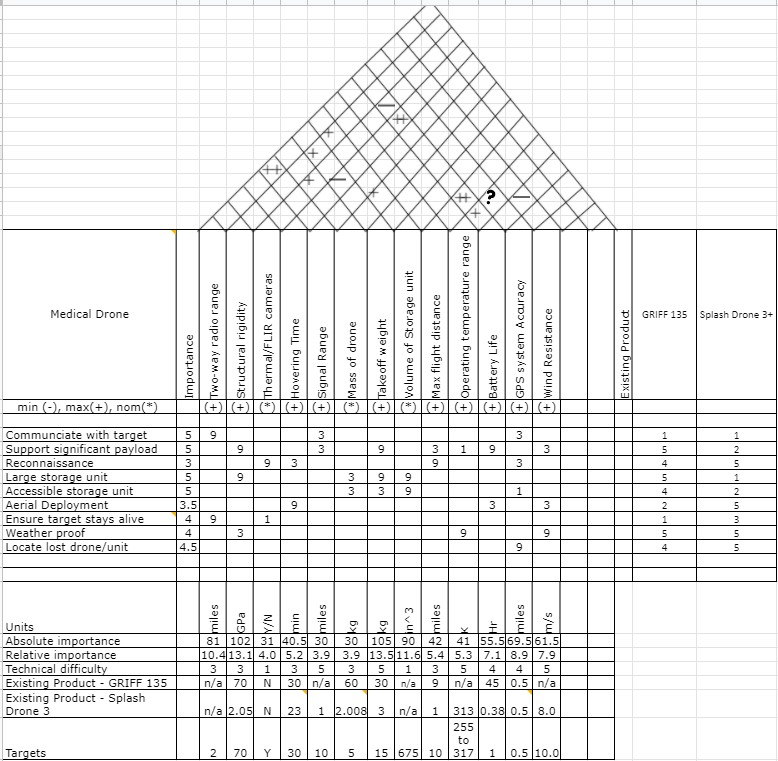 ++ — ++ + + + — + ++ ? — +
Medical Drone Importance Two-way radio range Structural rigidity Thermal/FLIR cameras Hovering Time Signal Range Mass of drone Takeoff weight Volume of Storage unit Max flight distance Operating temperature range Battery Life GPS system Accuracy Wind Resistance Existing Product GRIFF 135 Splash Drone 3+
min (-), max(+), nom(*) (+) (+) (*) (+) (+) (*) (+) (*) (+) (+) (+) (+) (+)
Communciate with target 5 9 3 3 1 1
Support significant payload 5 9 3 9 3 1 9 3 5 2
Reconnaissance 3 9 3 9 3 4 5
Large storage unit 5 9 3 9 9 5 1
Accessible storage unit 5 3 3 9 1 4 2
Aerial Deployment 3.5 9 3 3 2 5
Ensure target stays alive 4 9 1 1 3
Weather proof 4 3 9 9 5 5
Locate lost drone/unit 4.5 9 4 5
Units miles GPa Y/N min miles kg kg in^3 miles K Hr miles m/s
Absolute importance 81 102 31 40.5 30 30 105 90 42 41 55.5 69.5 61.5
Relative importance 10.4 13.1 4.0 5.2 3.9 3.9 13.5 11.6 5.4 5.3 7.1 8.9 7.9
Technical difficulty 3 3 1 3 5 3 5 1 3 5 4 4 5
Existing Product - GRIFF 135 n/a 70 N 30 n/a 60 30 n/a 9 n/a 45 0.5 n/a
Existing Product - Splash
Drone 3 n/a 2.05 N 23 1 2.008 3 n/a 1 313 0.38 0.5 8.0
255
to
Targets 2 70 Y 30 10 5 15 675 10 317 1 0.5 10.0